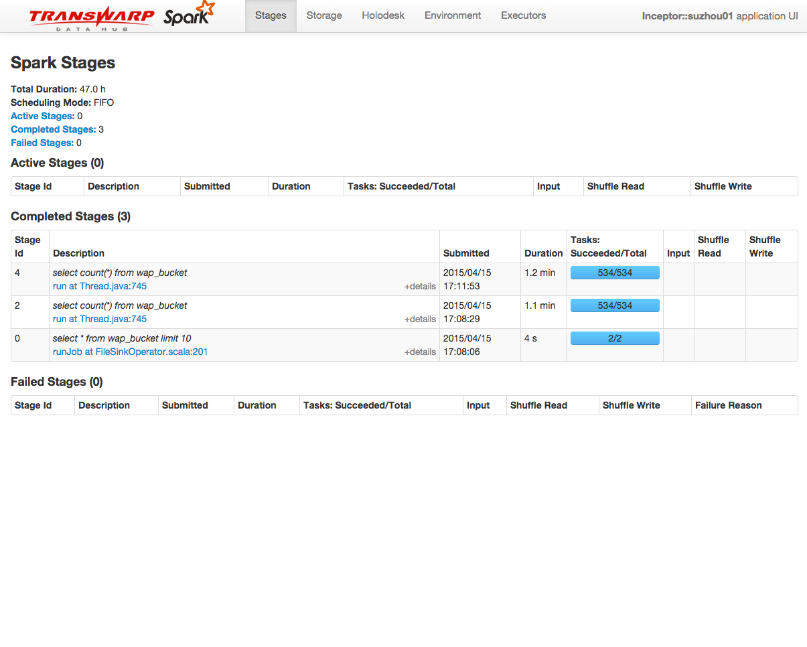 TRANSWARP DATA HUB Spark Stages Storage Holodesk Environment Executors Inceptor::suzhou01 application UI
Spark Stages
Total Duration: 47.0 h
Scheduling Mode: FIFO
Active Stages: 0
Completed Stages: 3
Failed Stages: 0
Active Stages (0)
Stage Id Description Submitted Duration Tasks: Succeeded/Total Input Shuffle Read Shuffle Write
Completed Stages (3)
Stage Id Description Submitted Duration Tasks: Succeeded/Total Input Shuffle Read Shuffle Write
4 select count(*) from wap_bucket 2015/04/15 1.2 min 534/534
run at Thread.java:745 +details 17:11:53
2 select count(*) from wap_bucket 2015/04/15 1.1 min 534/534
run at Thread.java:745 +details 17:08:29
0 select * from wap_bucket limit 10 2015/04/15 4 s 2/2
runJob at FileSinkOperator.scala:201 +details 17:08:06
Failed Stages (0)
Stage Id Description Submitted Duration Tasks: Succeeded/Total Input Shuffle Read Shuffle Write Failure Reason